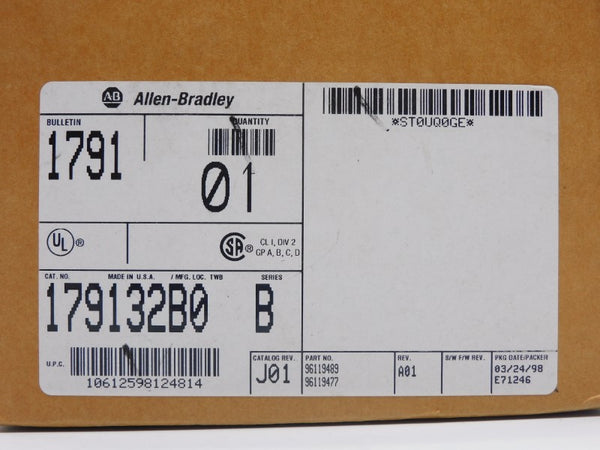 AB Allen-Bradley
BULLETIN
1791
QUANTITY
01
*ST0UQ0GE*
UL ®
SA ® CL I, DIV 2
GP A, B, C, D
CAT. NO. MADE IN U.S.A. / MFG. LOC. TWB SERIES
179132B0 B
U.P.C.
10612598124814
CATALOG REV.
J01
PART NO.
96119489
96119477
REV.
A01
S/W F/W REV.
PKG DATE/PACKER
03/24/98
E71246